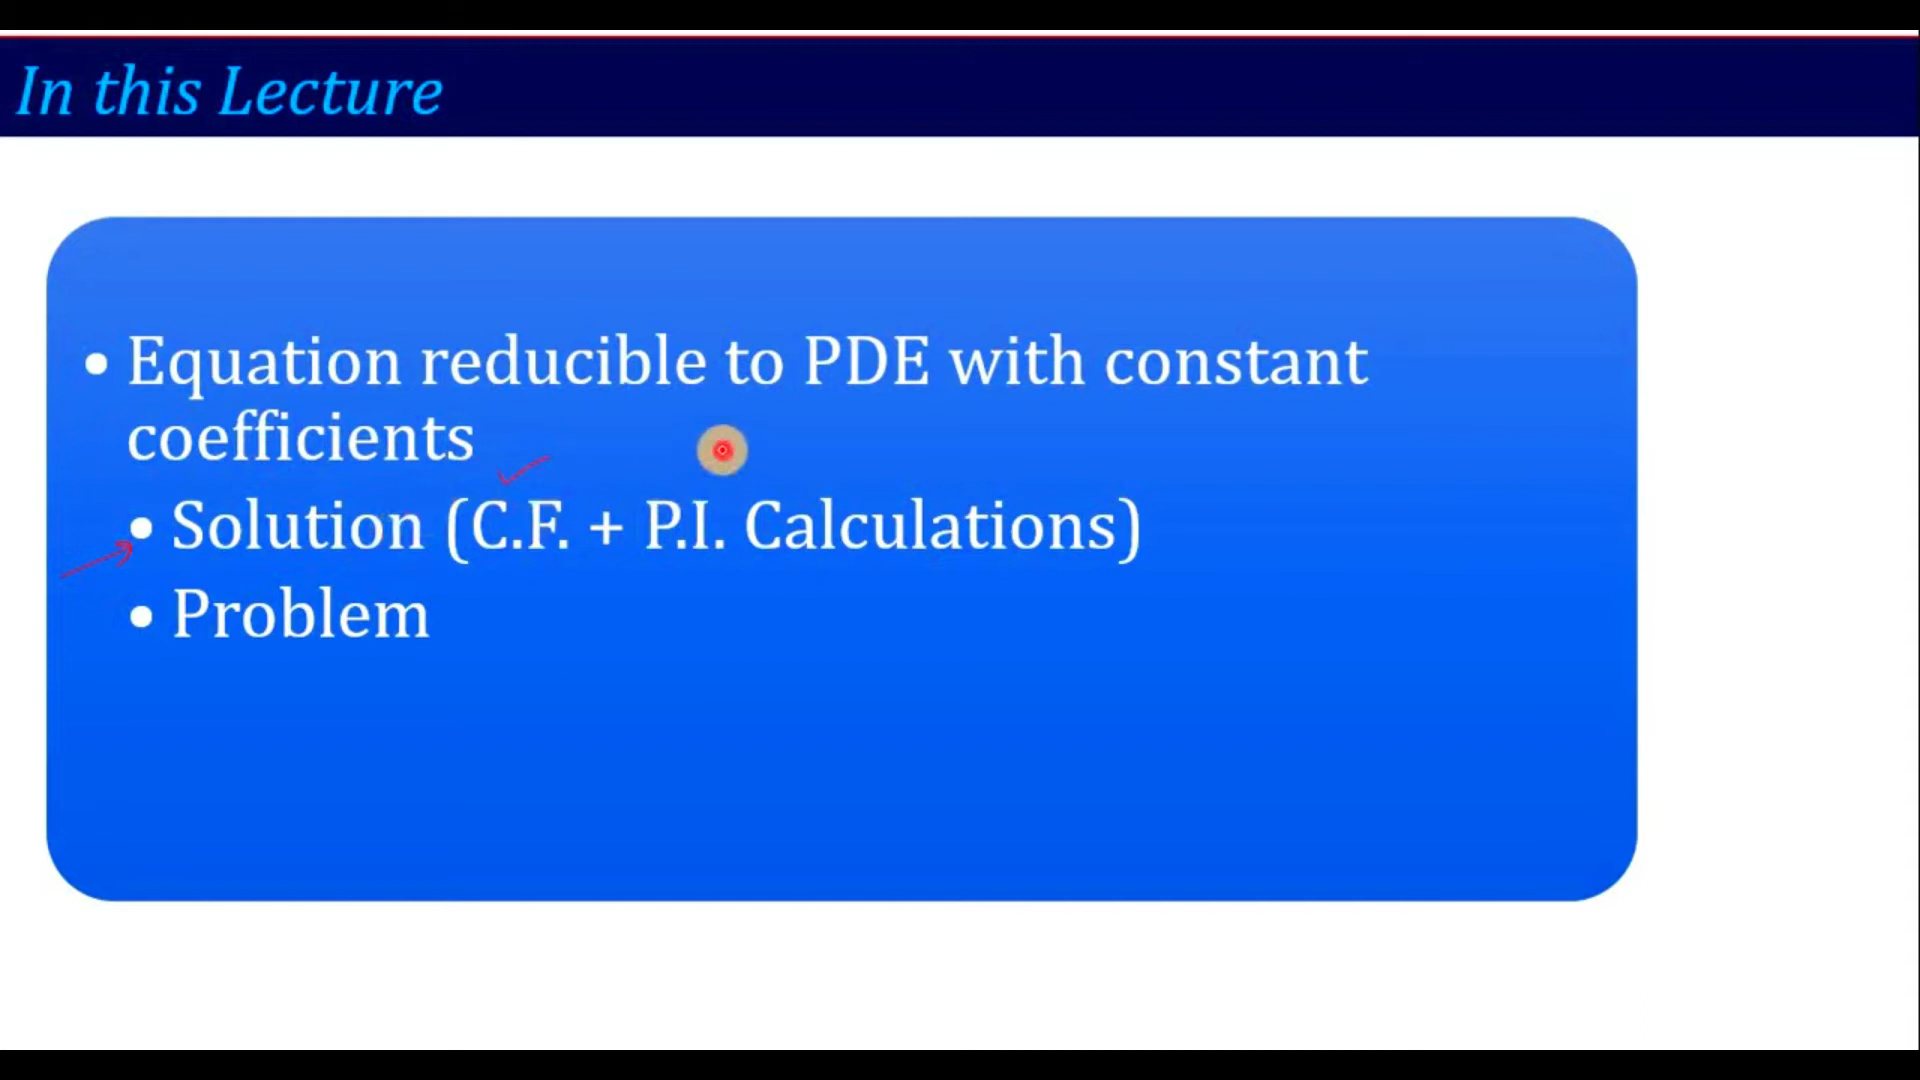 In this Lecture
• Equation reducible to PDE with constant
coefficients
• Solution (C.F. + P.I. Calculations)
• Problem